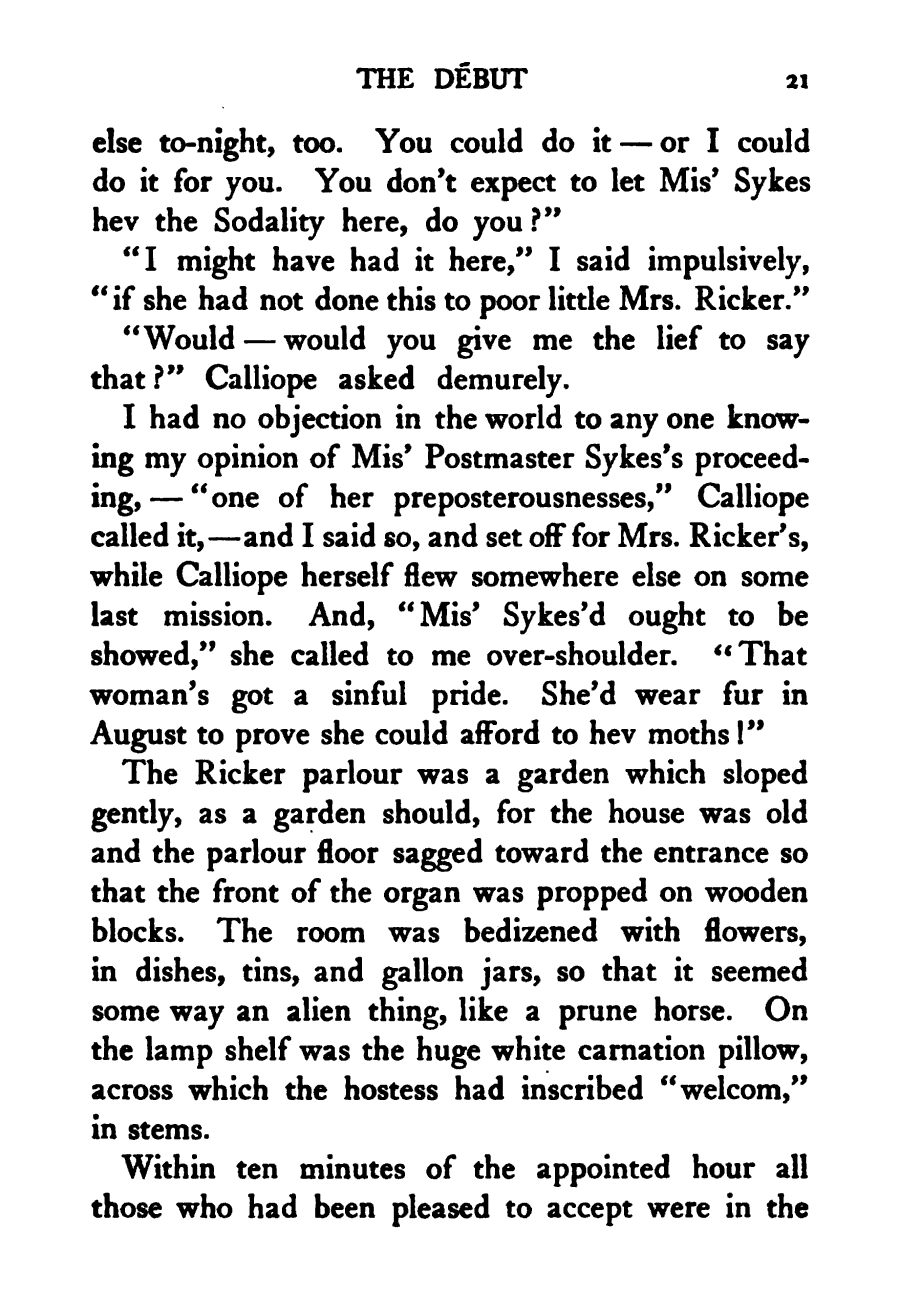 THE DÉBUT 21
else to-night, too. You could do it — or I could
do it for you. You don't expect to let Mis' Sykes
hev the Sodality here, do you?"
"I might have had it here," I said impulsively,
"if she had not done this to poor little Mrs. Ricker."
"Would — would you give me the lief to say
that?" Calliope asked demurely.
I had no objection in the world to any one know-
ing my opinion of Mis' Postmaster Sykes's proceed-
ing, — "one of her preposterousnesses," Calliope
called it,—and I said so, and set off for Mrs. Ricker's,
while Calliope herself flew somewhere else on some
last mission. And, "Mis' Sykes'd ought to be
showed," she called to me over-shoulder. "That
woman's got a sinful pride. She'd wear fur in
August to prove she could afford to hev moths!"
The Ricker parlour was a garden which sloped
gently, as a garden should, for the house was old
and the parlour floor sagged toward the entrance so
that the front of the organ was propped on wooden
blocks. The room was bedizened with flowers,
in dishes, tins, and gallon jars, so that it seemed
some way an alien thing, like a prune horse. On
the lamp shelf was the huge white carnation pillow,
across which the hostess had inscribed "welcom,"
in stems.
Within ten minutes of the appointed hour all
those who had been pleased to accept were in the